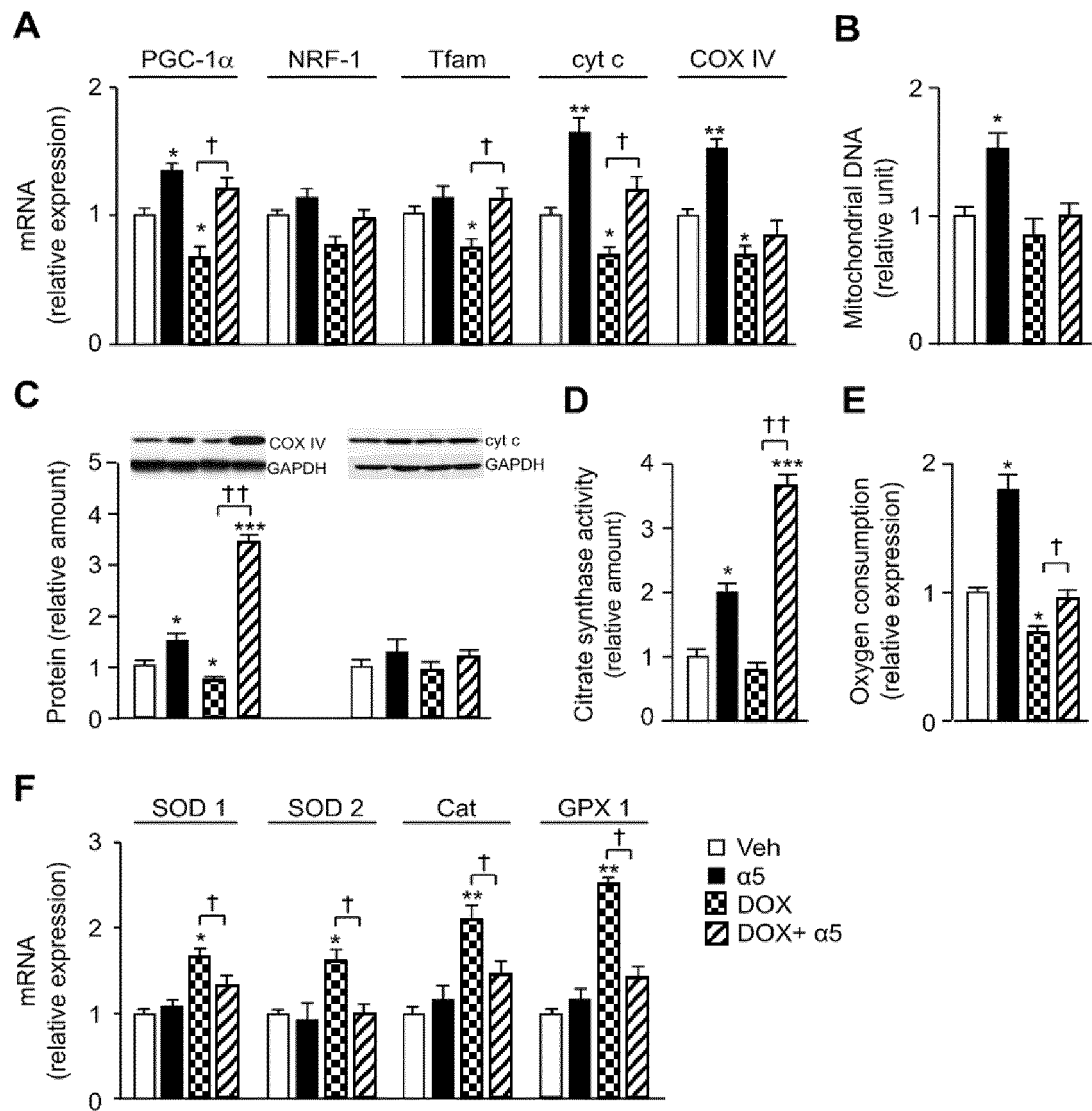 A
PGC-1α NRF-1 Tfam cyt c COX IV
mRNA
(relative expression)
2
1
0
* * † * † ** * † ** *
B
Mitochondrial DNA
(relative unit)
2
1
0
*
C
COX IV
GAPDH
cyt c
GAPDH
Protein (relative amount)
5
4
3
2
1
0
* * †† ***
D
Citrate synthase activity
(relative amount)
4
3
2
1
0
* †† ***
E
Oxygen consumption
(relative expression)
2
1
0
* * †
F
SOD 1 SOD 2 Cat GPX 1
mRNA
(relative expression)
3
2
1
0
* † * † ** † ** †
Veh
α5
DOX
DOX+ α5